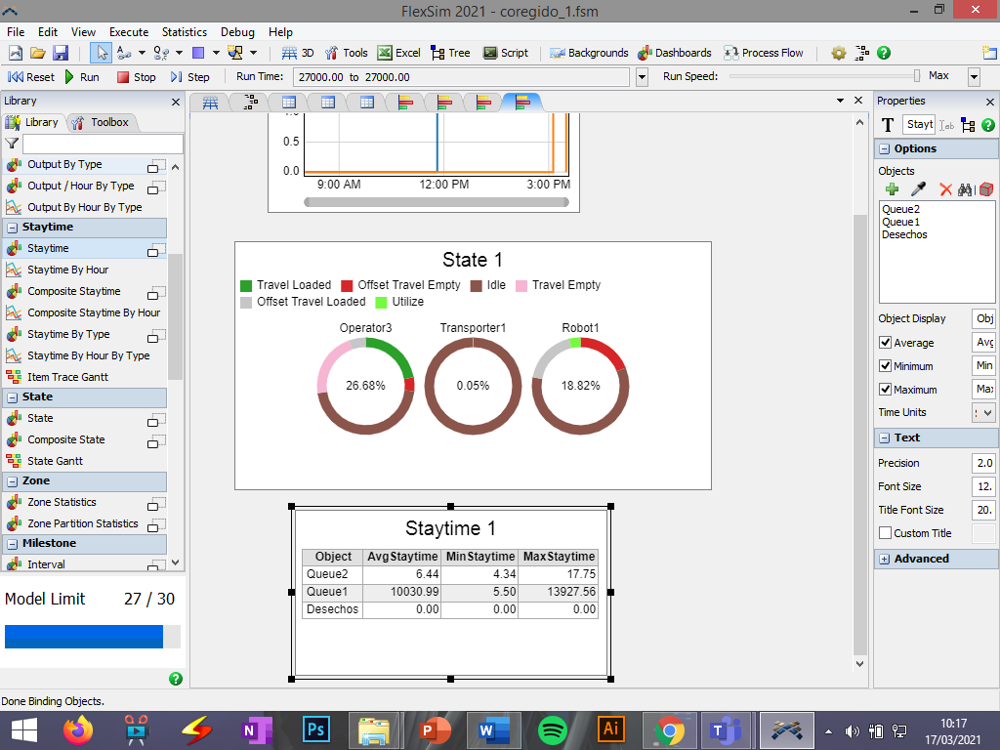 FlexSim 2021 - coregido_1.fsm
File Edit View Execute Statistics Debug Help
3D Tools Excel Tree Script Backgrounds Dashboards Process Flow
Reset Run Stop Step Run Time: 27000.00 to 27000.00 Run Speed: Max
Library
Library Toolbox
Output By Type
Output / Hour By Type
Output By Hour By Type
Staytime
Staytime
Staytime By Hour
Composite Staytime
Composite Staytime By Hour
Staytime By Type
Staytime By Hour By Type
Item Trace Gantt
State
State
Composite State
State Gantt
Zone
Zone Statistics
Zone Partition Statistics
Milestone
Interval
Model Limit 27 / 30
Done Binding Objects.
1.0
0.5
0.0
9:00 AM 12:00 PM 3:00 PM
State 1
Travel Loaded Offset Travel Empty Idle Travel Empty
Offset Travel Loaded Utilize
Operator3 Transporter1 Robot1
26.68% 0.05% 18.82%
Staytime 1
Object AvgStaytime MinStaytime MaxStaytime
Queue2 6.44 4.34 17.75
Queue1 10030.99 5.50 13927.56
Desechos 0.00 0.00 0.00
Properties
T Stayt
Options
Objects
Queue2
Queue1
Desechos
Object Display Obj
Average Avg
Minimum Min
Maximum Max
Time Units
Text
Precision 2.0
Font Size 12.
Title Font Size 20.
Custom Title
Advanced
N Ps P W Ai T
10:17
17/03/2021